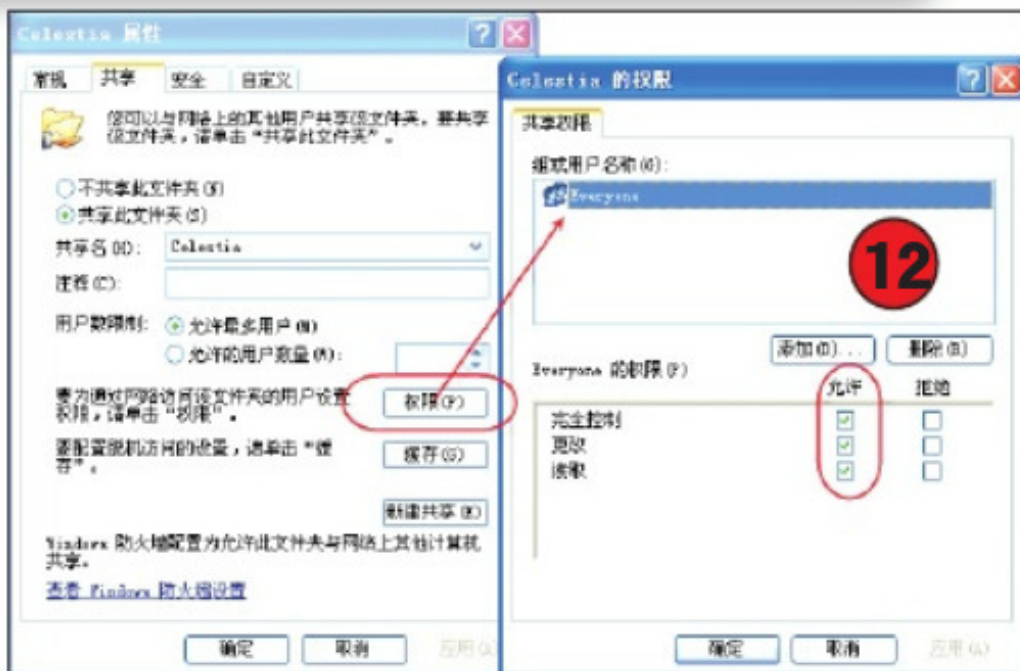 Celestia 属性
常规 共享 安全 自定义
您可以与网络上的其他用户共享该文件夹。要共享
该文件夹，请单击“共享此文件夹”。
不共享此文件夹(N)
共享此文件夹(S)
共享名(H): Celestia
注释(C):
用户数限制: 允许最多用户(M)
允许的用户数量(W):
要为通过网络访问该文件夹的用户设置
权限，请单击“权限”。
权限(P)
要配置脱机访问的设置，请单击“缓
存”。
缓存(G)
新建共享(W)
Windows 防火墙配置为允许此文件夹与网络上其他计算机
共享。
查看 Windows 防火墙设置
确定 取消 应用(A)
Celestia 的权限
共享权限
组或用户名称(G):
Everyone
12
添加(D)... 删除(R)
Everyone 的权限(P)
允许 拒绝
完全控制
更改
读取
确定 取消 应用(A)